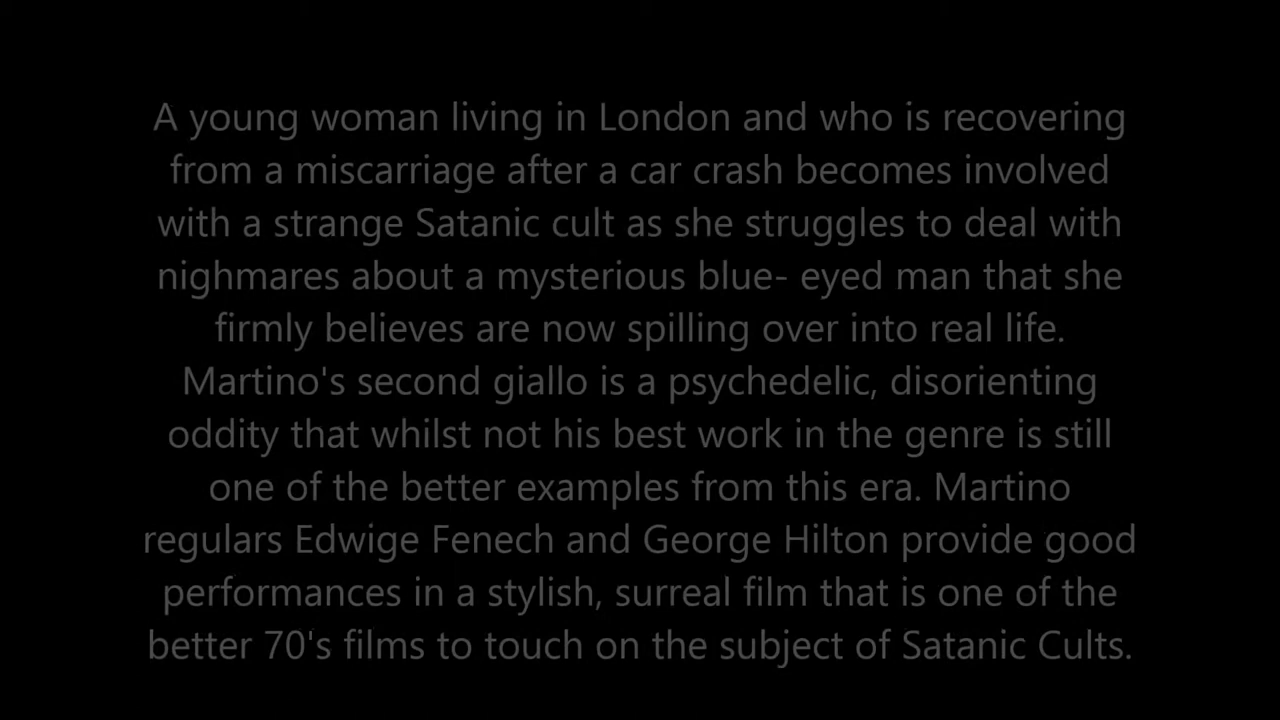 A young woman living in London and who is recovering
from a miscarriage after a car crash becomes involved
with a strange Satanic cult as she struggles to deal with
nighmares about a mysterious blue- eyed man that she
firmly believes are now spilling over into real life.
Martino's second giallo is a psychedelic, disorienting
oddity that whilst not his best work in the genre is still
one of the better examples from this era. Martino
regulars Edwige Fenech and George Hilton provide good
performances in a stylish, surreal film that is one of the
better 70's films to touch on the subject of Satanic Cults.